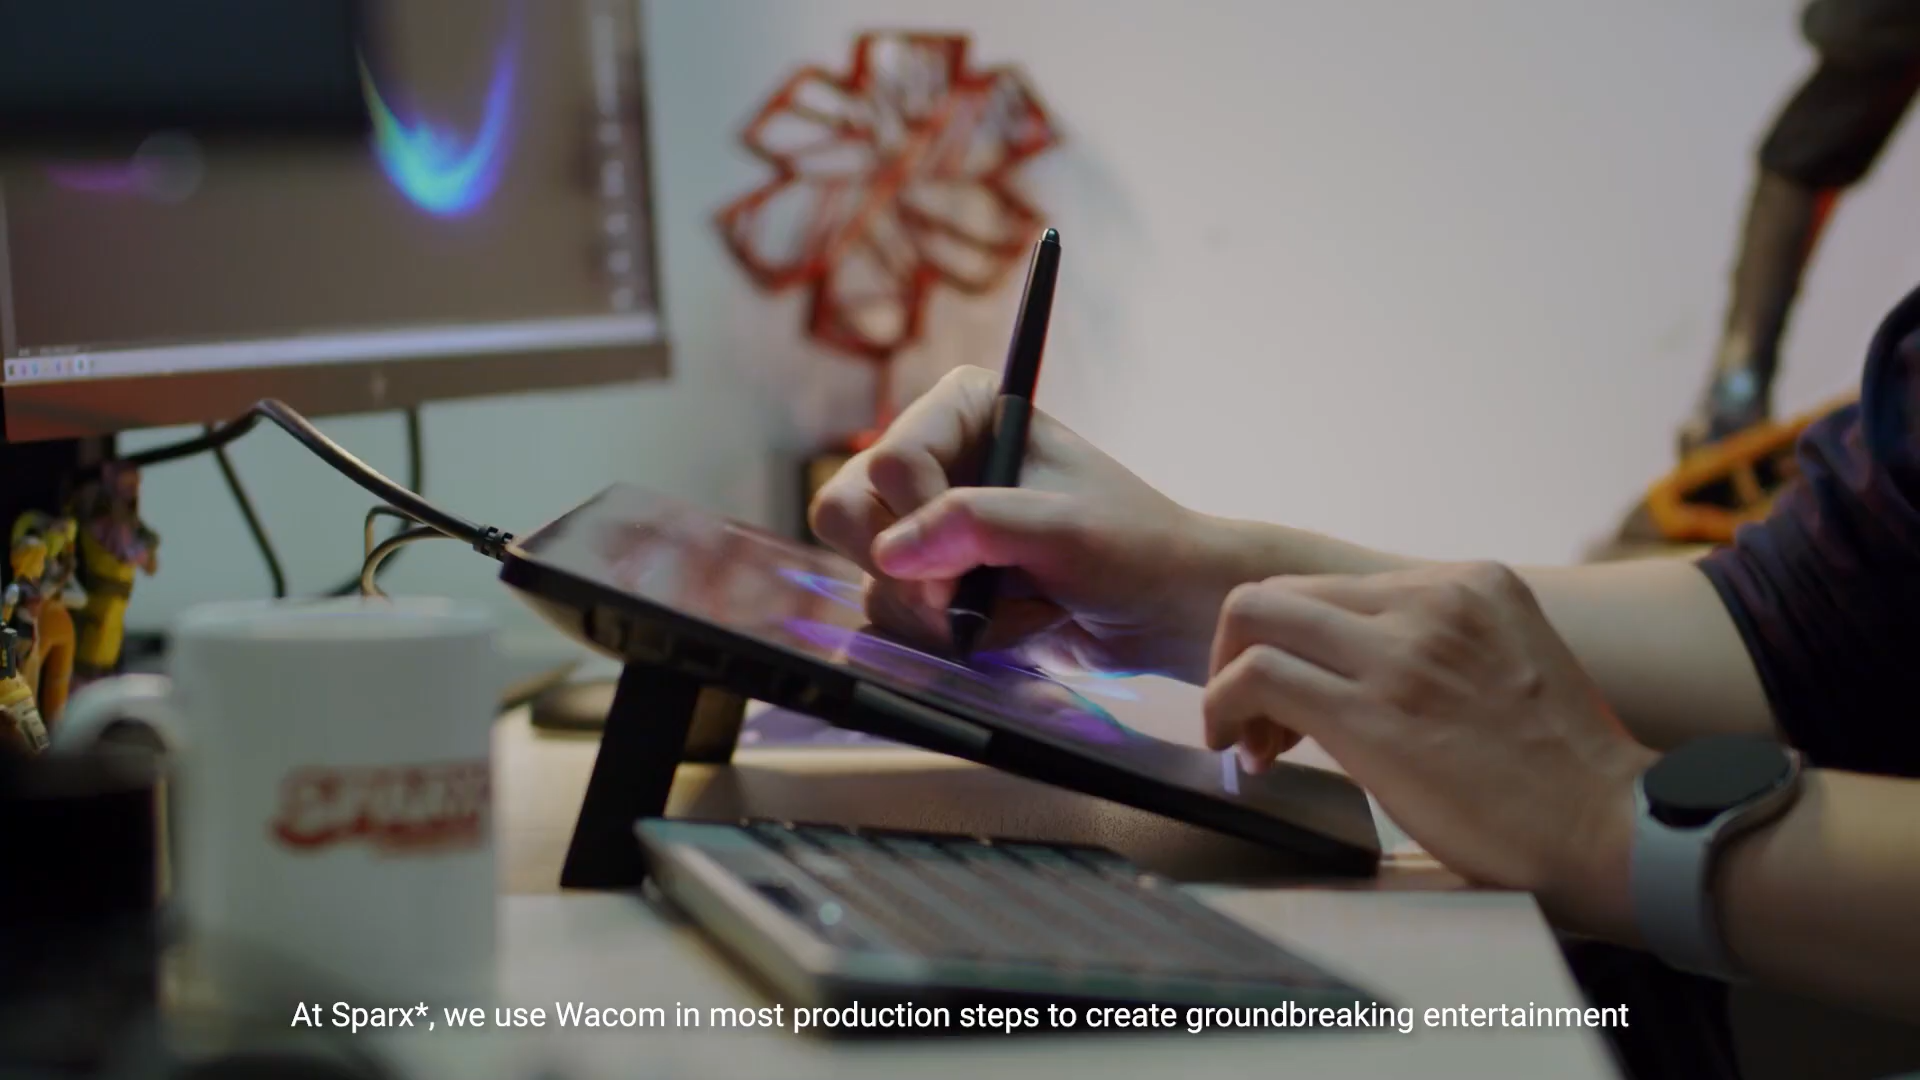 At Sparx*, we use Wacom in most production steps to create groundbreaking entertainment